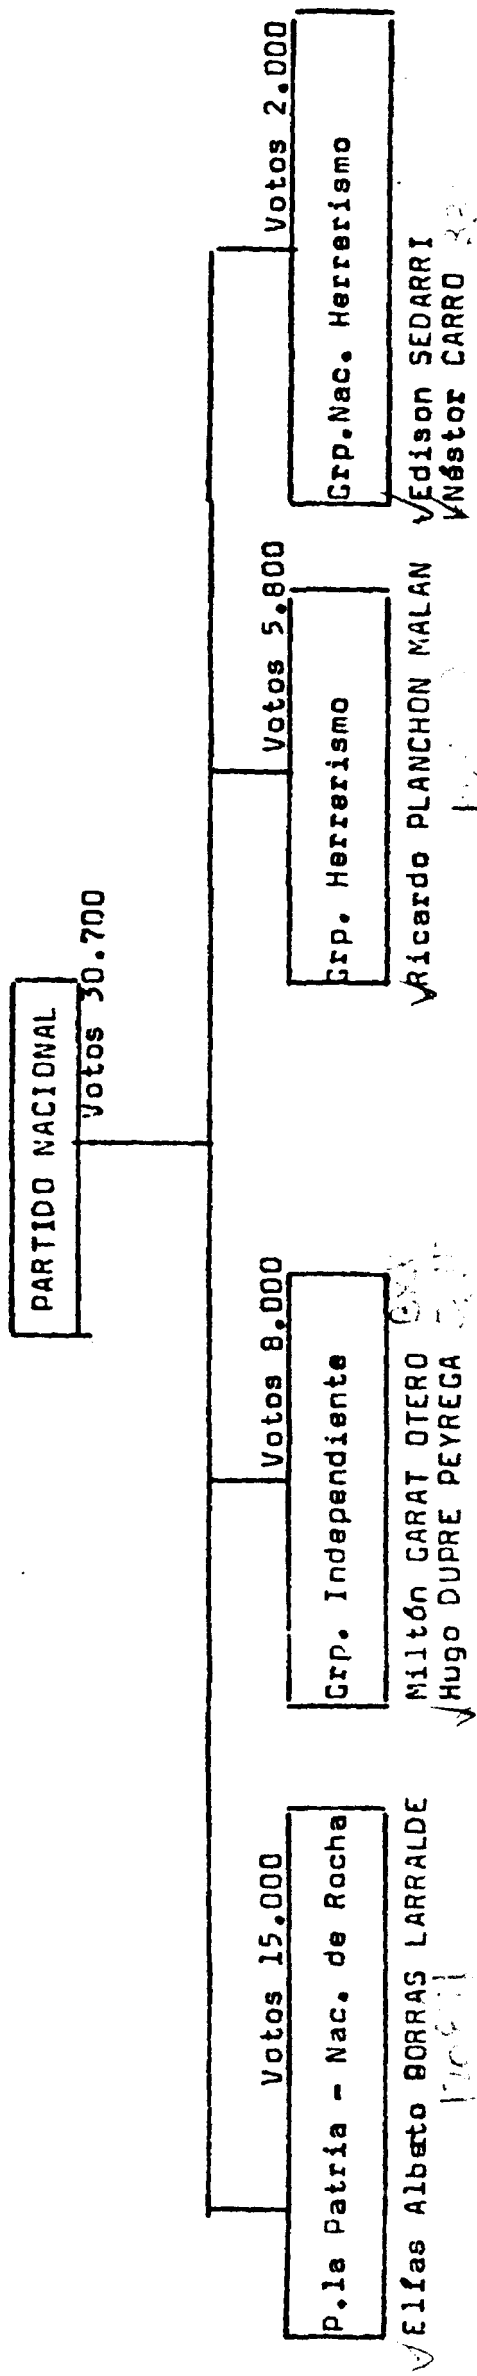 PARTIDO NACIONAL
Votos 30.700
Votos 15.000
P.la Patria - Nac. de Rocha
Elías Albeto BORRAS LARRALDE
Votos 8.000
Grp. Independiente
Miltón GARAT OTERO
Hugo DUPRE PEYREGA
Votos 5.800
Grp. Herrerismo
Ricardo PLANCHON MALAN
Votos 2.000
Grp.Nac. Herrerismo
Edison SEDARRI
Néstor CARRO